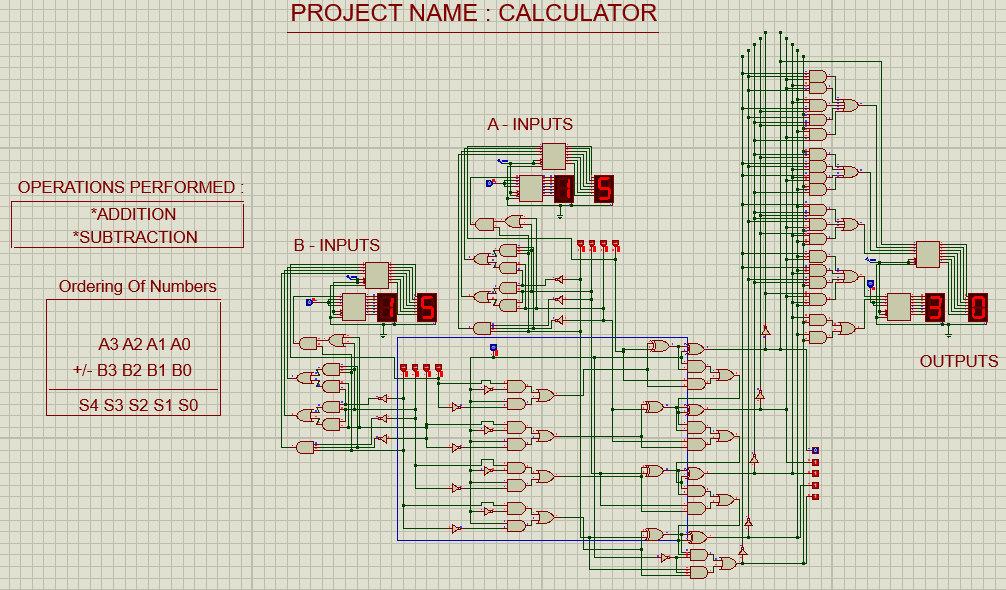 PROJECT NAME : CALCULATOR
A - INPUTS
15
OPERATIONS PERFORMED :
*ADDITION
*SUBTRACTION
B - INPUTS
15
Ordering Of Numbers
A3 A2 A1 A0
+/- B3 B2 B1 B0
S4 S3 S2 S1 S0
30
OUTPUTS